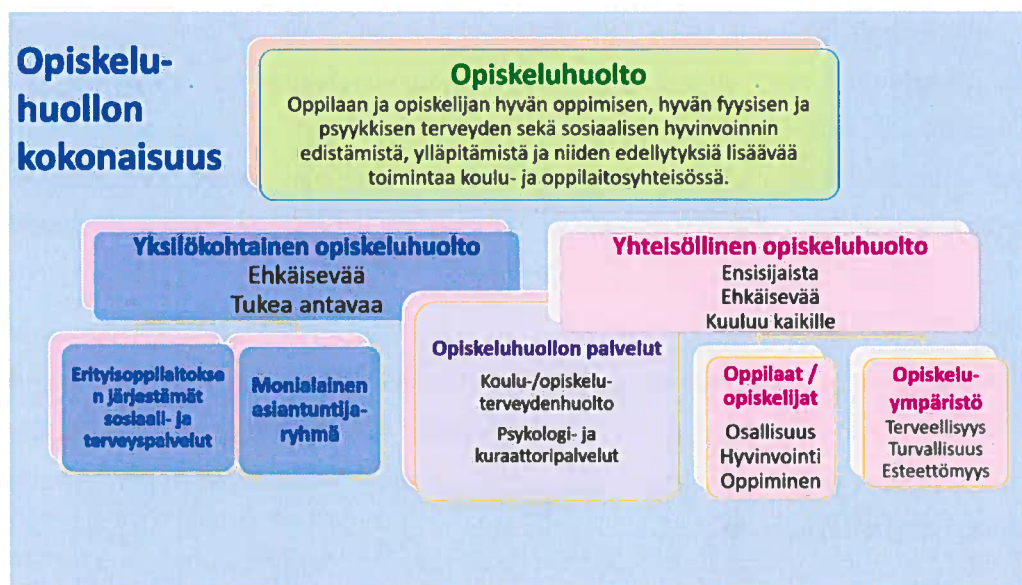 Opiskelu-
huollon
kokonaisuus
Opiskeluhuolto
Oppilaan ja opiskelijan hyvän oppimisen, hyvän fyysisen ja
psyykkisen terveyden sekä sosiaalisen hyvinvoinnin
edistämistä, ylläpitämistä ja niiden edellytyksiä lisäävää
toimintaa koulu- ja oppilaitosyhteisössä.
Yksilökohtainen opiskeluhuolto
Ehkäisevää
Tukea antavaa
Yhteisöllinen opiskeluhuolto
Ensisijaista
Ehkäisevää
Kuuluu kaikille
Erityisoppilaitokse
n järjestämät
sosiaali- ja
terveyspalvelut
Monialainen
asiantuntija-
ryhmä
Opiskeluhuollon palvelut
Koulu-/opiskelu-
terveydenhuolto
Psykologi- ja
kuraattoripalvelut
Oppilaat /
opiskelijat
Osallisuus
Hyvinvointi
Oppiminen
Opiskelu-
ympäristö
Terveellisyys
Turvallisuus
Esteettömyys